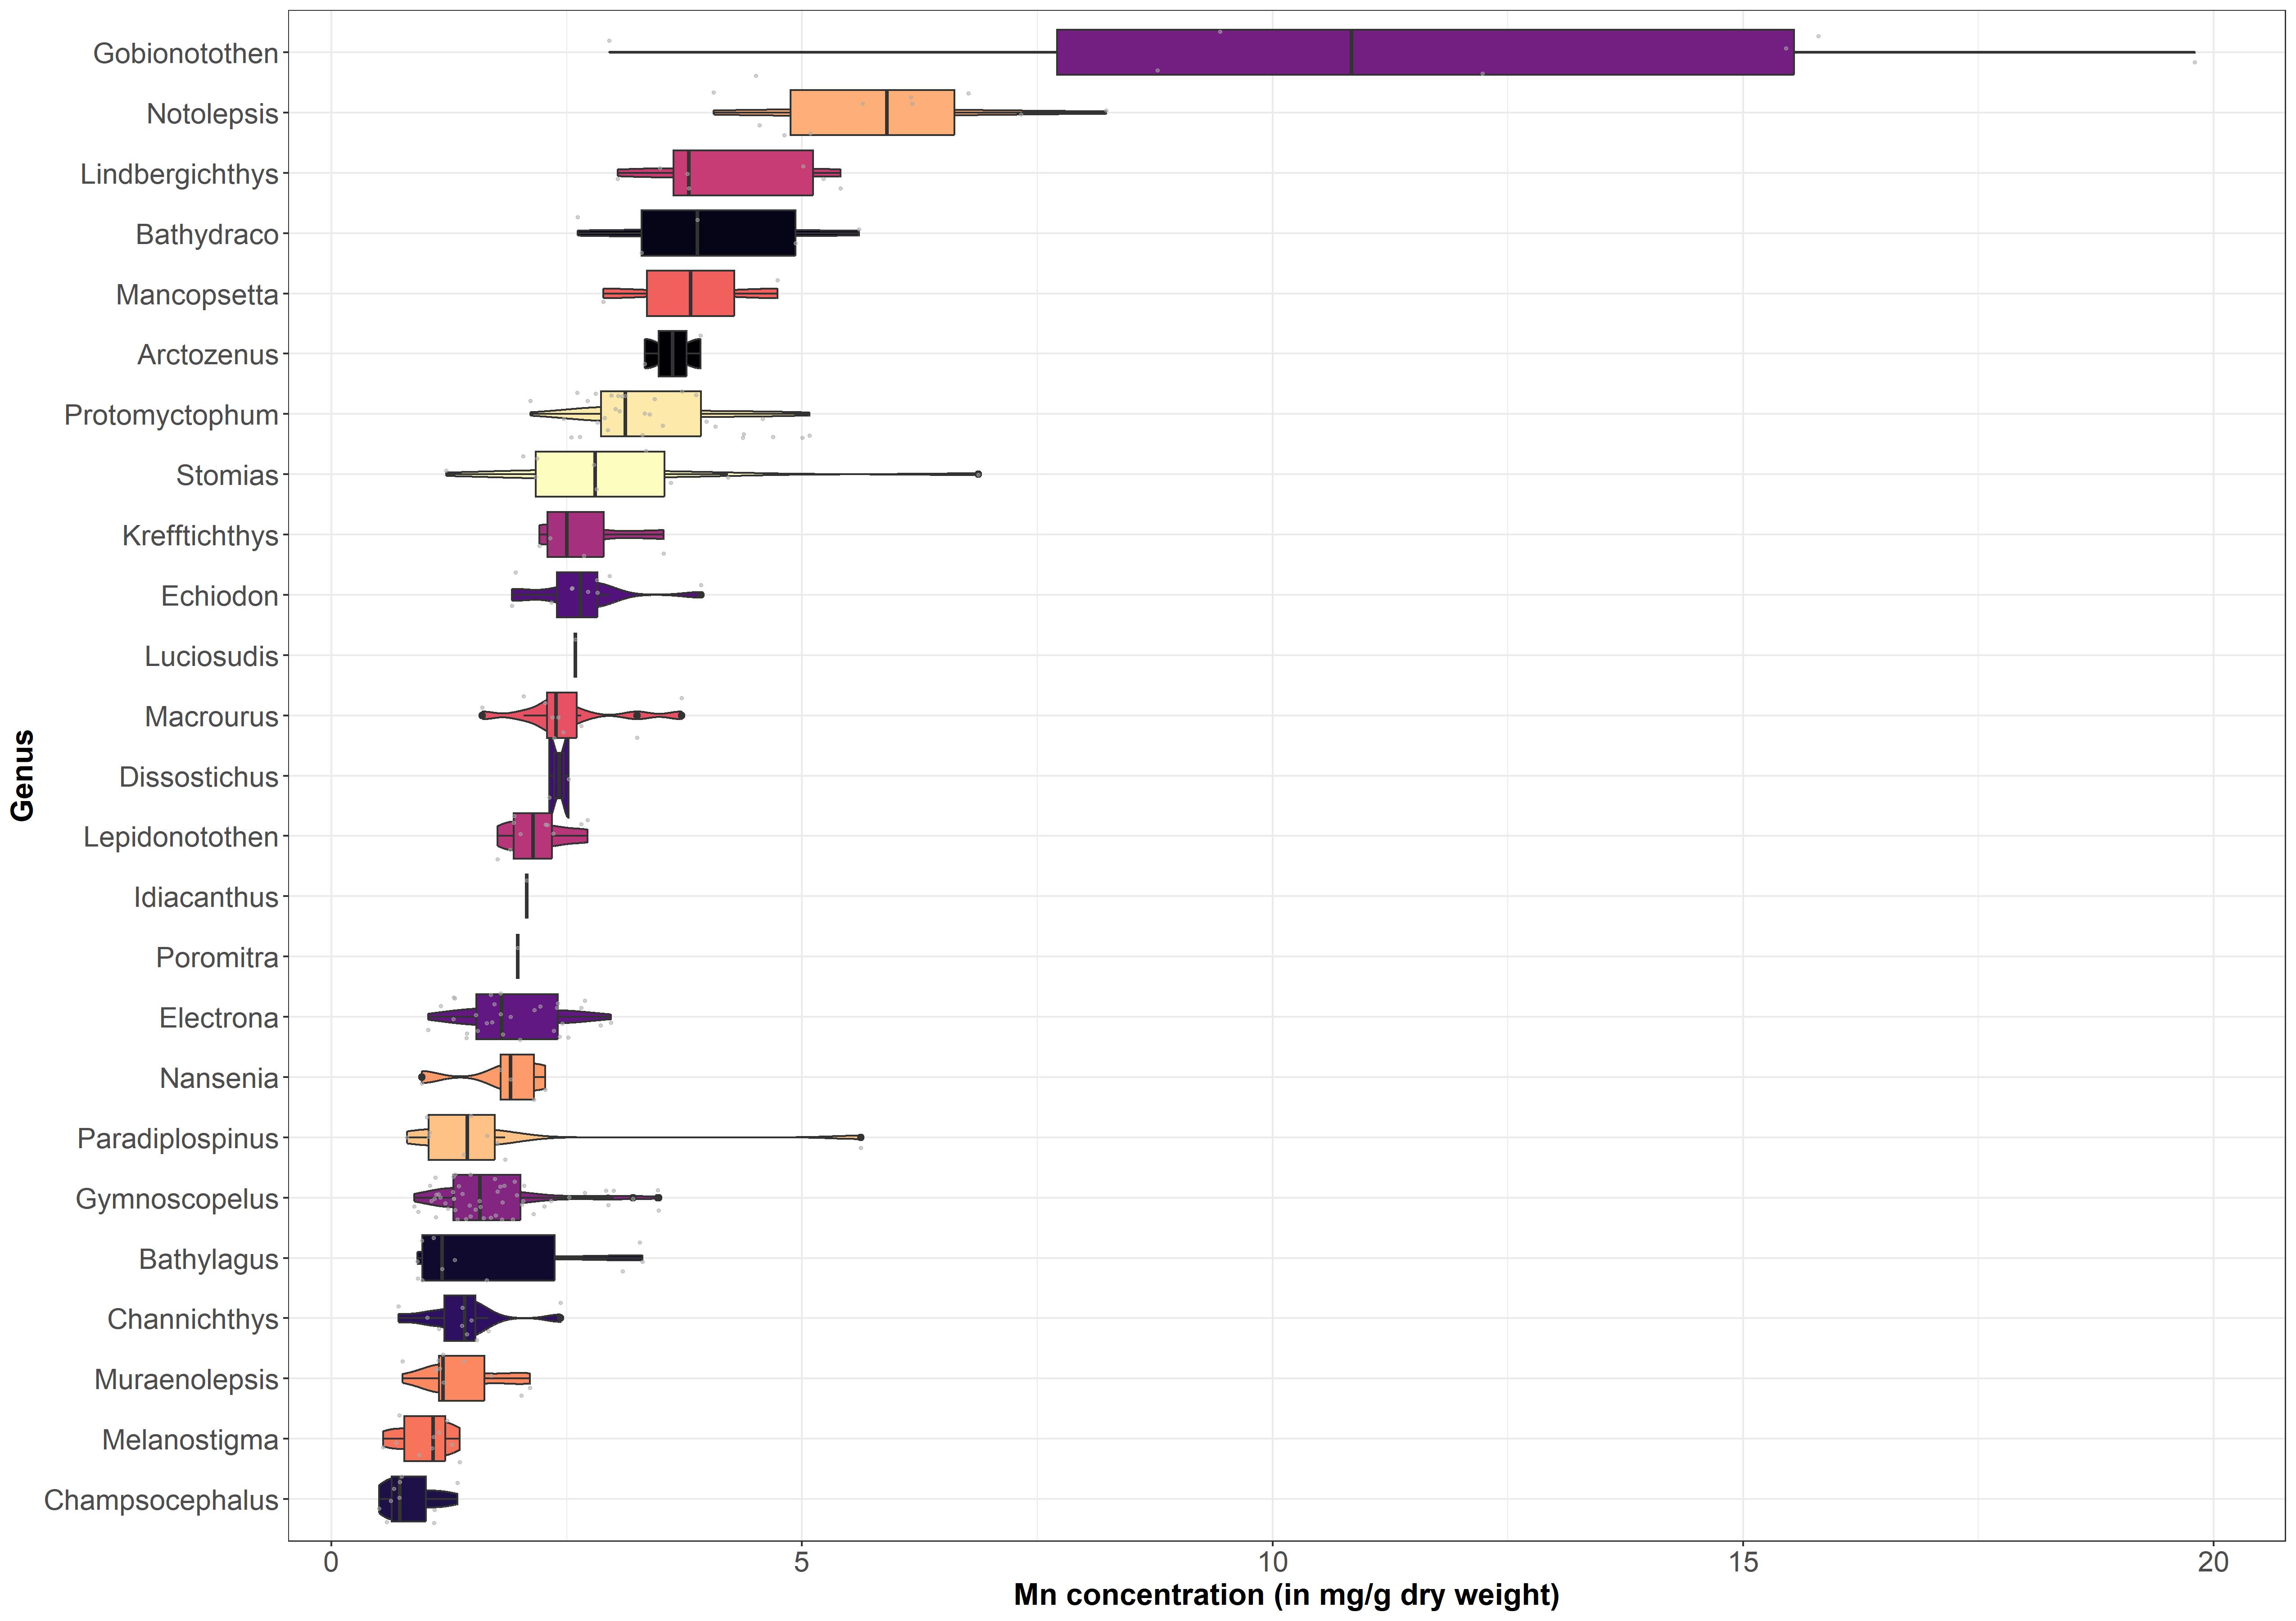 Gobionotothen
Notolepsis
Lindbergichthys
Bathydraco
Mancopsetta
Arctozenus
Protomyctophum
Stomias
Krefftichthys
Echiodon
Luciosudis
Macrourus
Dissostichus
Lepidonotothen
Idiacanthus
Poromitra
Electrona
Nansenia
Paradiplospinus
Gymnoscopelus
Bathylagus
Channichthys
Muraenolepsis
Melanostigma
Champsocephalus
Genus
0 5 10 15 20
Mn concentration (in mg/g dry weight)